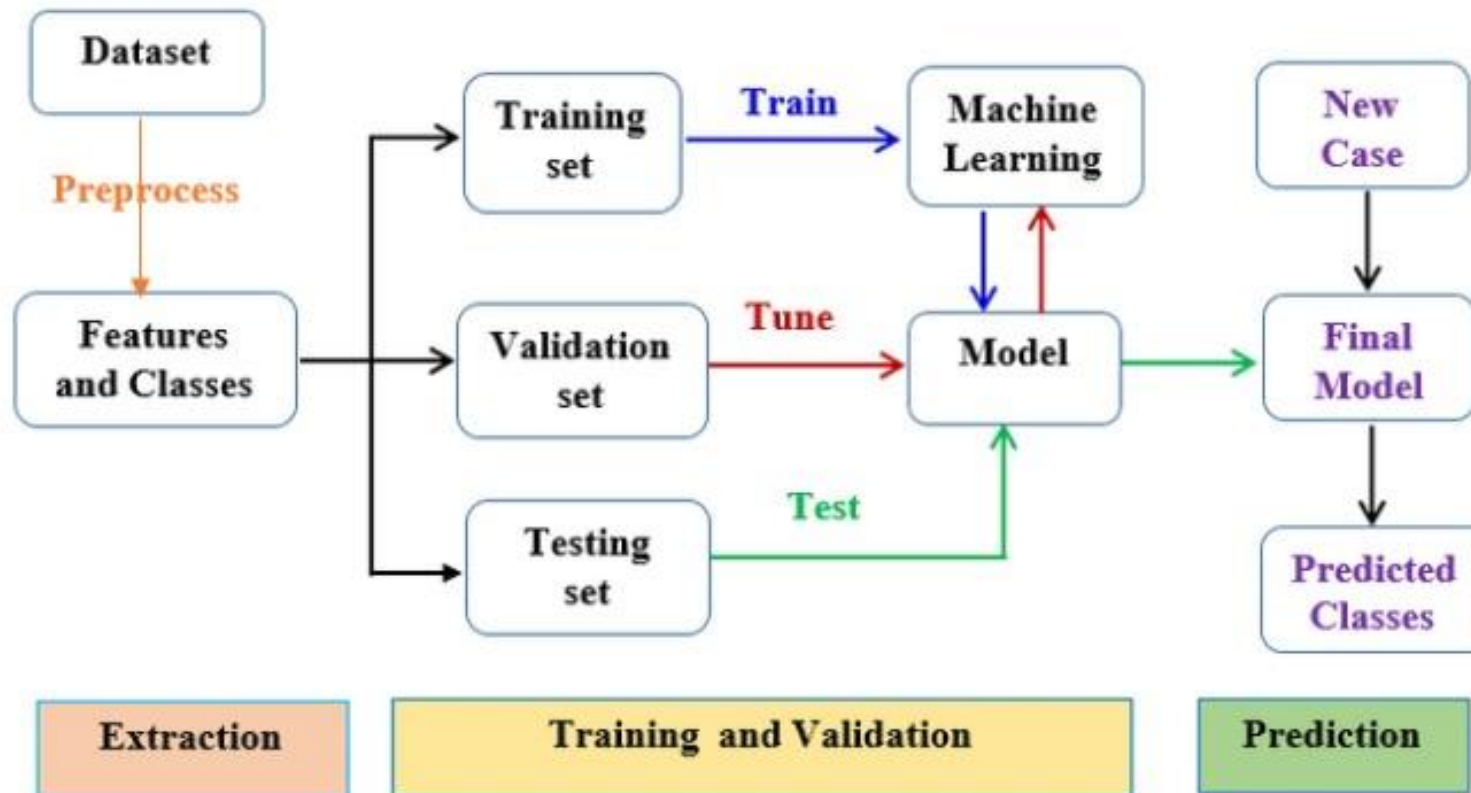 Dataset
Preprocess
Features
and Classes
Training
set
Validation
set
Testing
set
Train
Tune
Test
Machine
Learning
Model
New
Case
Final
Model
Predicted
Classes
Extraction
Training and Validation
Prediction